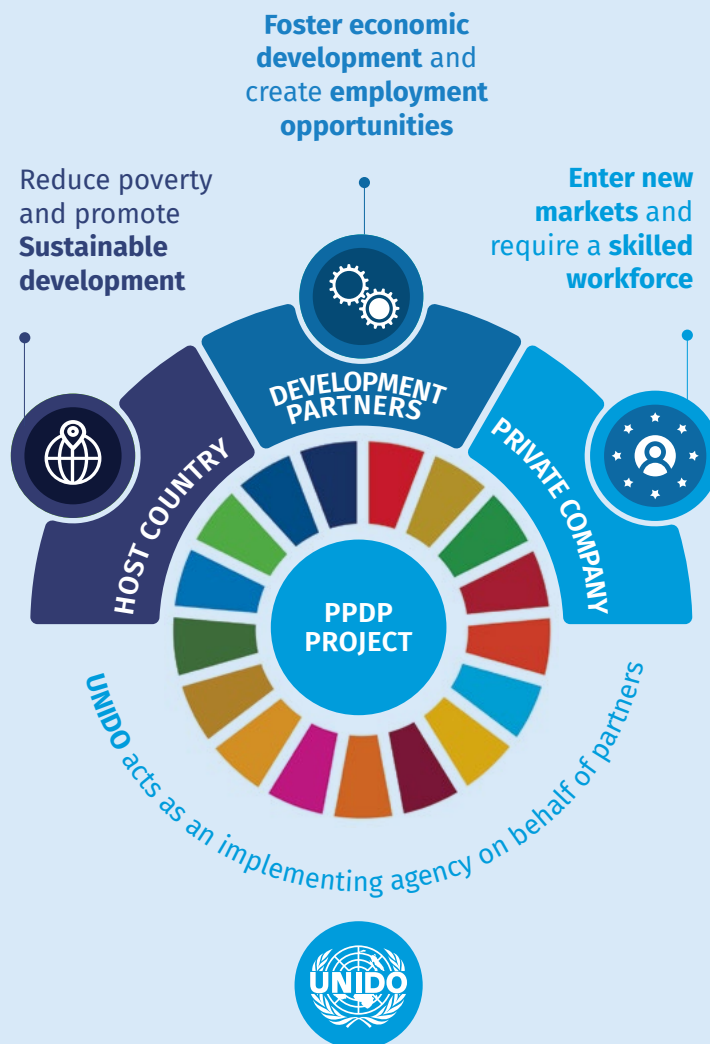 Foster economic
development and
create employment
opportunities
Reduce poverty
and promote
Sustainable
development
Enter new
markets and
require a skilled
workforce
HOST COUNTRY
DEVELOPMENT
PARTNERS
PRIVATE COMPANY
PPDP
PROJECT
UNIDO acts as an implementing agency on behalf of partners
UNIDO